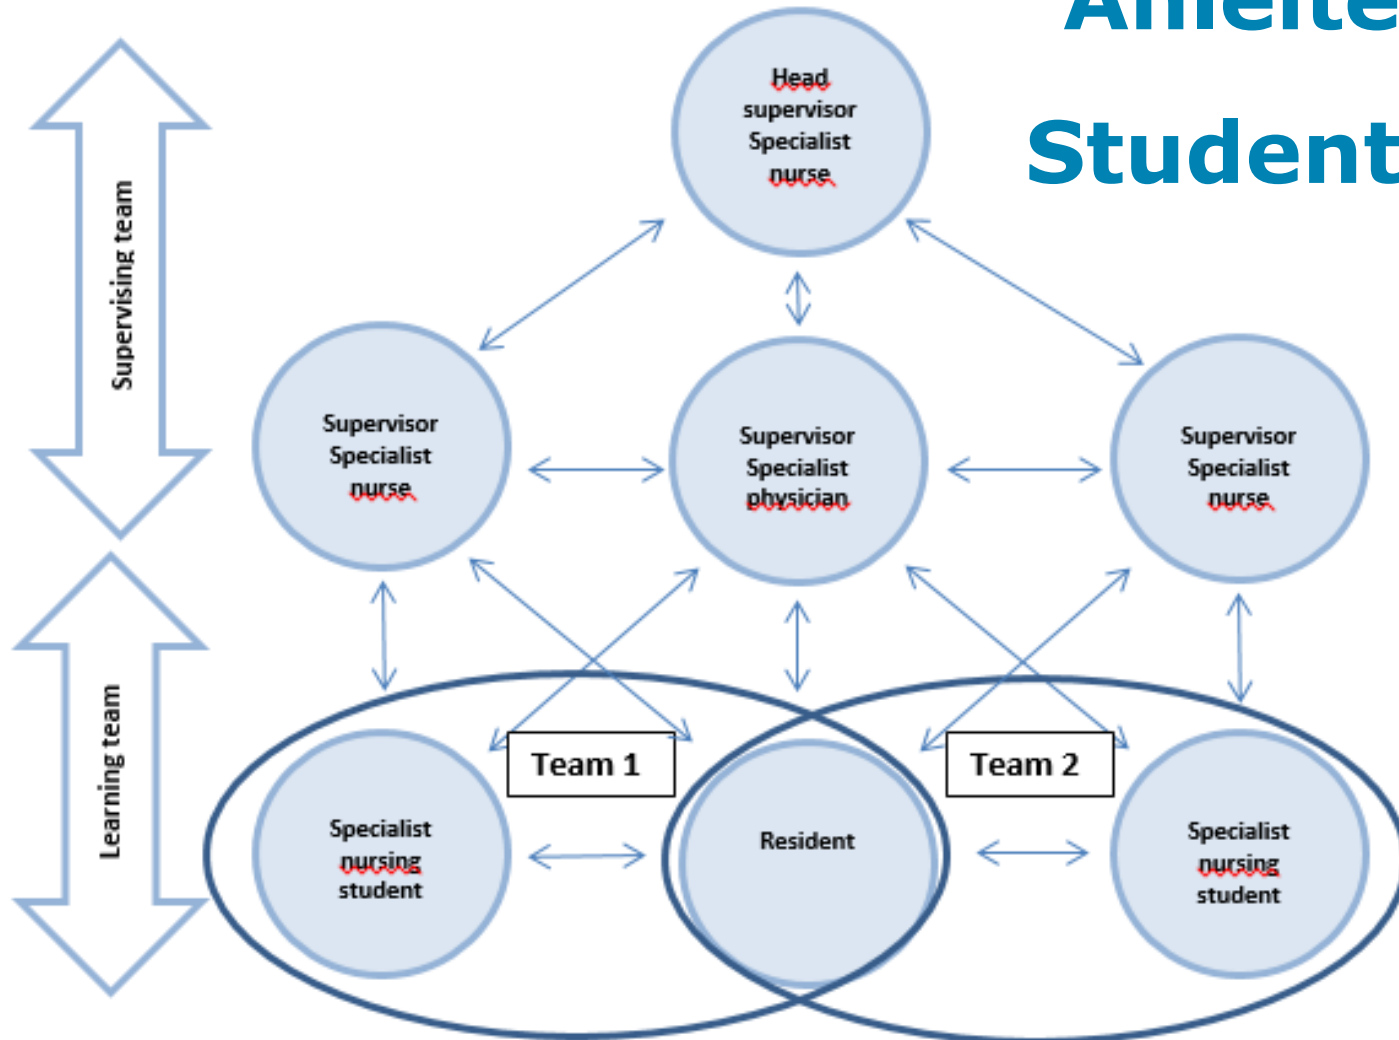 Anleite
Student
Head
supervisor
Specialist
nurse
Supervising team
Supervisor
Specialist
nurse
Supervisor
Specialist
physician
Supervisor
Specialist
nurse
Learning team
Team 1
Team 2
Specialist
nursing
student
Resident
Specialist
nursing
student